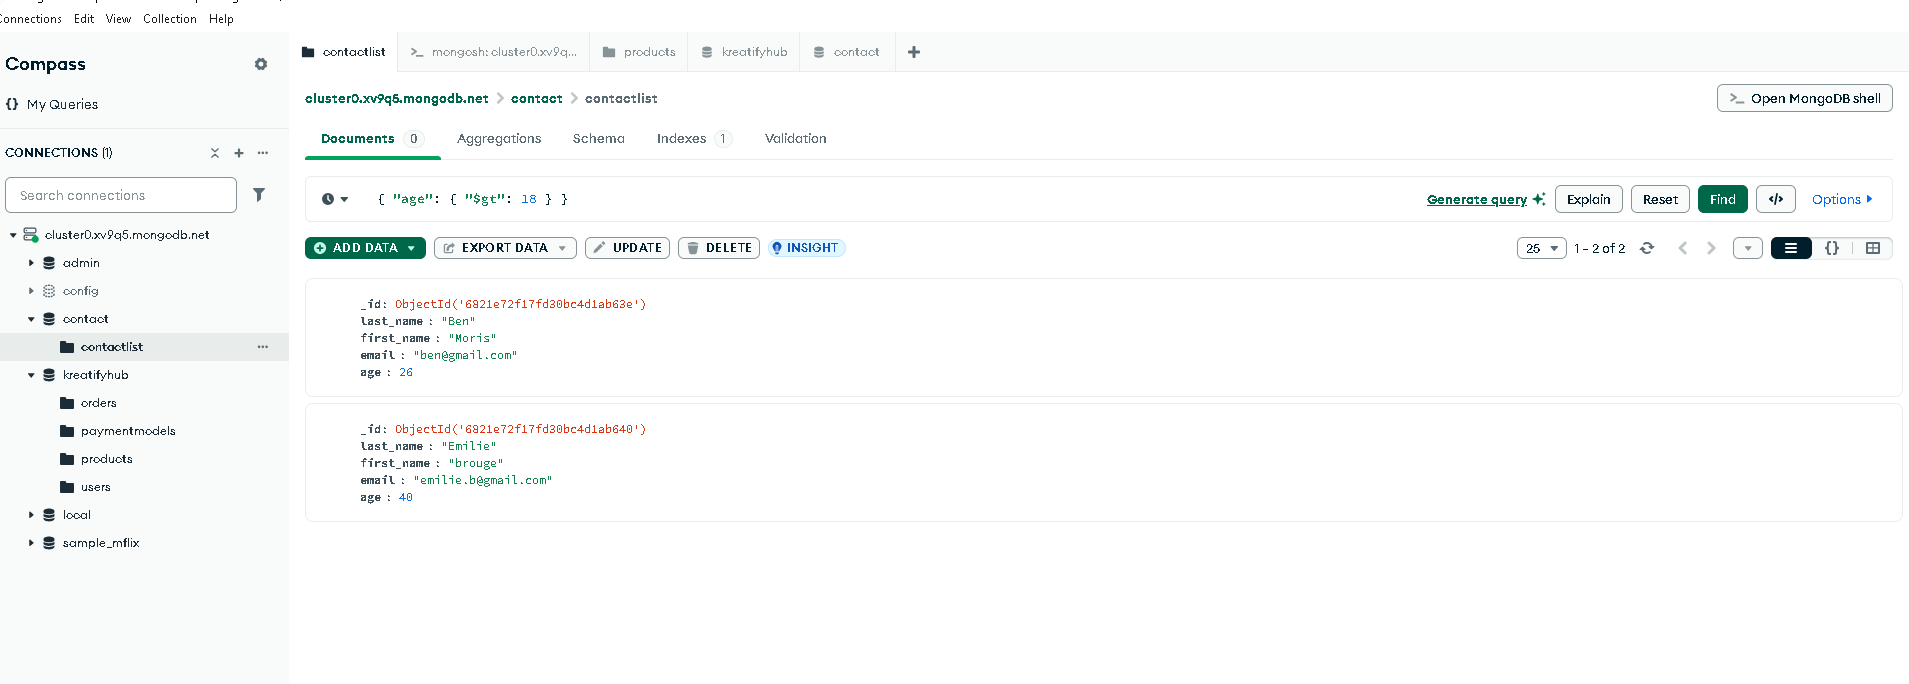 Connections Edit View Collection Help
Compass
contactlist
mongosh: cluster0.xv9q...
products
kreatifyhub
contact
{} My Queries
cluster0.xv9q5.mongodb.net > contact > contactlist
>_ Open MongoDB shell
CONNECTIONS (1)
Documents 0 Aggregations Schema Indexes 1 Validation
Search connections
{ "age": { "$gt": 18 } }
Generate query Explain Reset Find </> Options
ADD DATA EXPORT DATA UPDATE DELETE INSIGHT
25 1 – 2 of 2 {}
cluster0.xv9q5.mongodb.net
admin
config
contact
contactlist
kreatifyhub
orders
paymentmodels
products
users
local
sample_mflix
_id: ObjectId('6821e72f17fd30bc4d1ab63e')
last_name : "Ben"
first_name : "Moris"
email : "ben@gmail.com"
age : 26
_id: ObjectId('6821e72f17fd30bc4d1ab640')
last_name : "Emilie"
first_name : "brouge"
email : "emilie.b@gmail.com"
age : 40